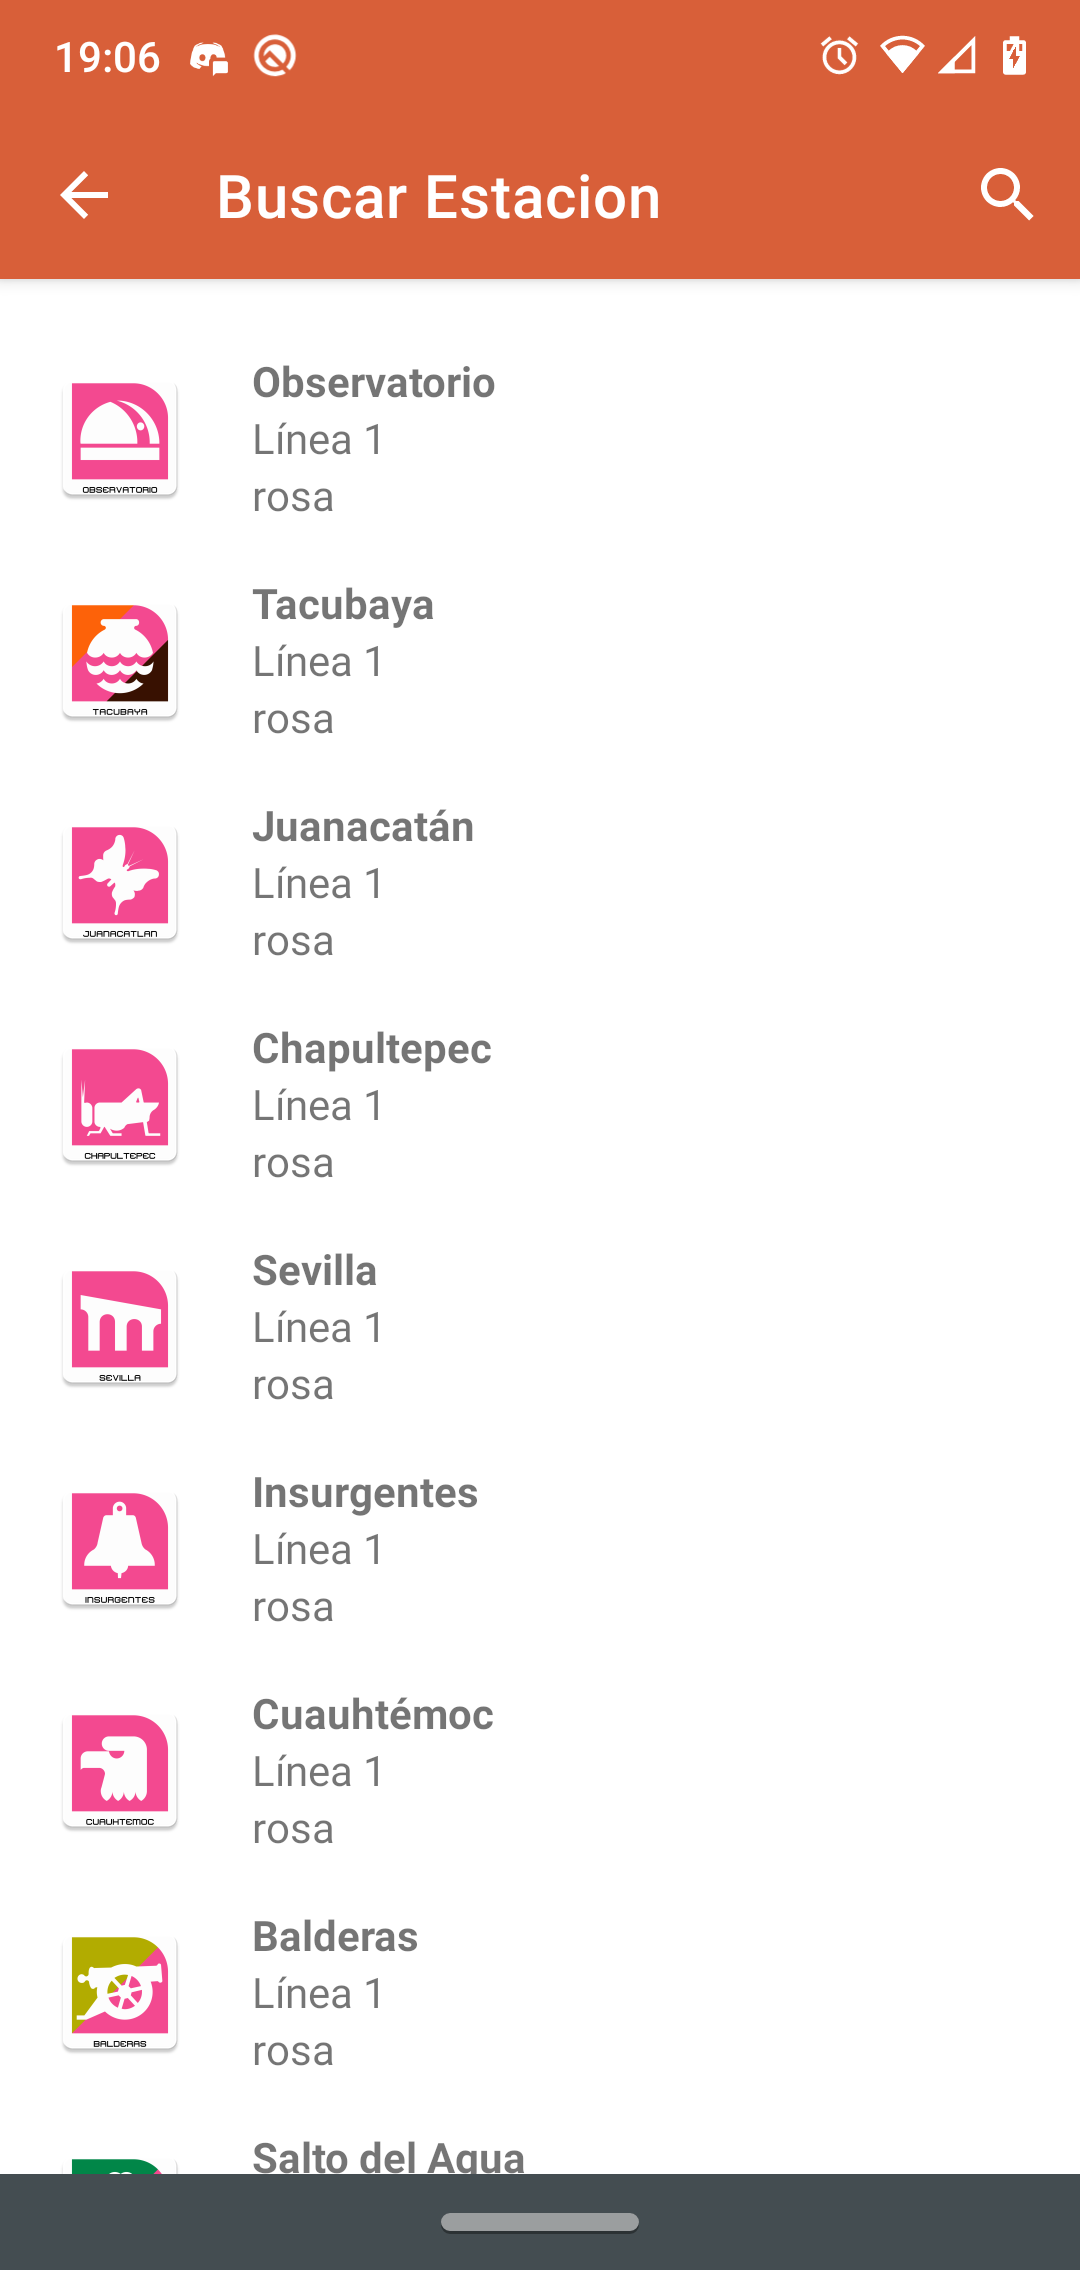 19:06
Buscar Estacion
Observatorio
Línea 1
rosa
OBSERVATORIO
Tacubaya
Línea 1
rosa
TACUBAYA
Juanacatán
Línea 1
rosa
JUANACATLAN
Chapultepec
Línea 1
rosa
CHAPULTEPEC
Sevilla
Línea 1
rosa
SEVILLA
Insurgentes
Línea 1
rosa
INSURGENTES
Cuauhtémoc
Línea 1
rosa
CUAUHTEMOC
Balderas
Línea 1
rosa
BALDERAS
Salto del Agua